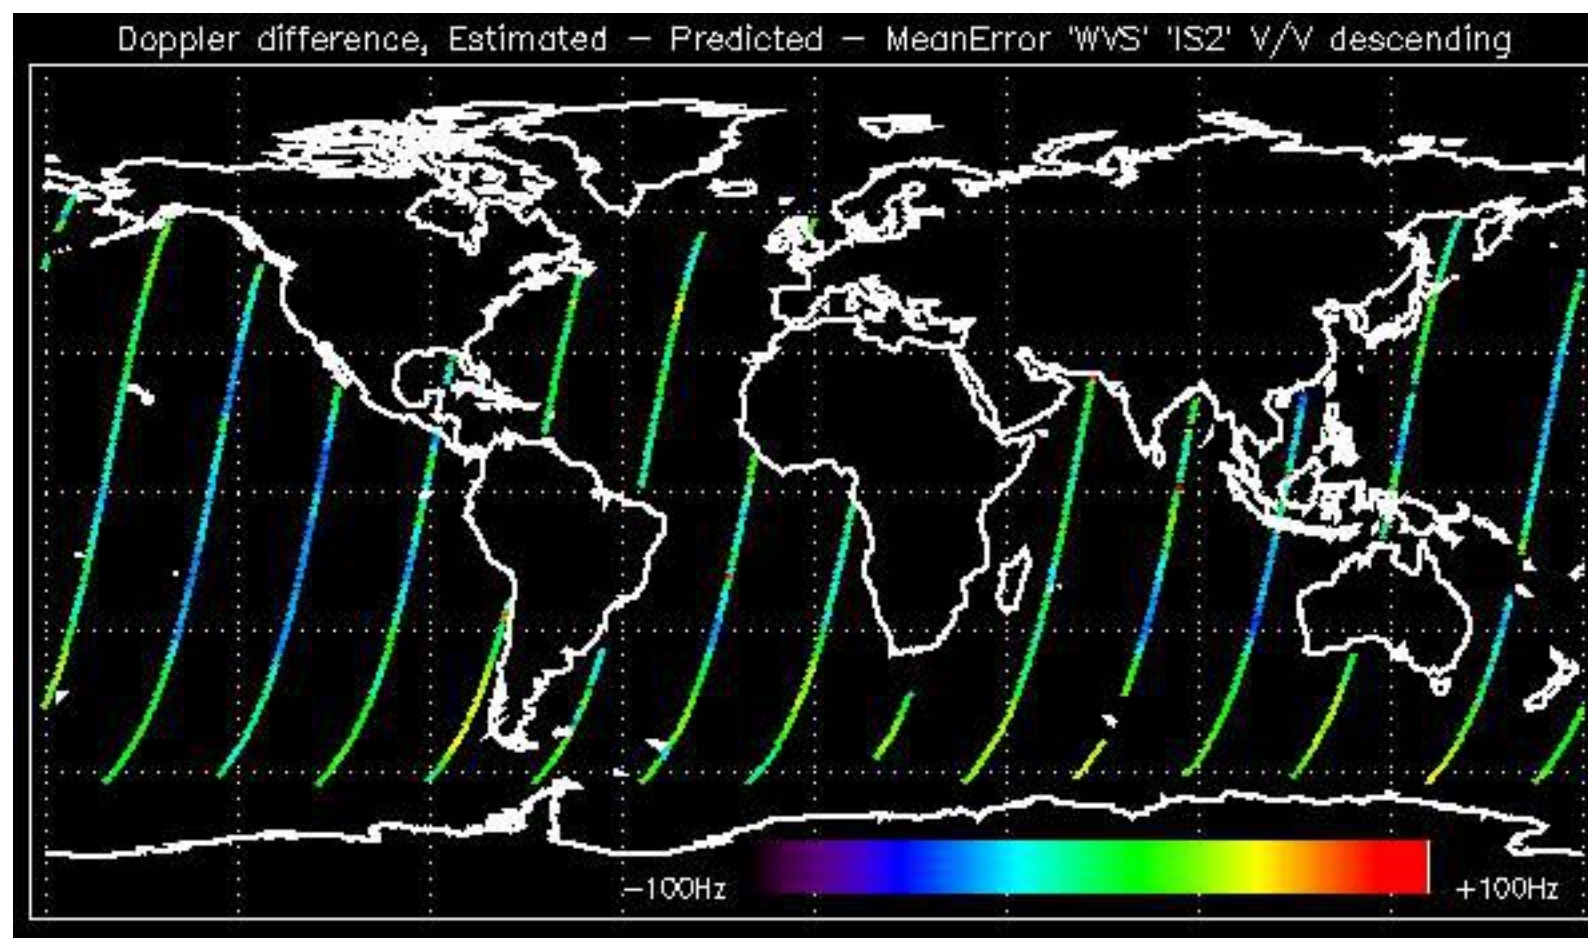 Doppler difference, Estimated – Predicted – MeanError 'WVS' 'IS2' V/V descending
–100Hz +100Hz